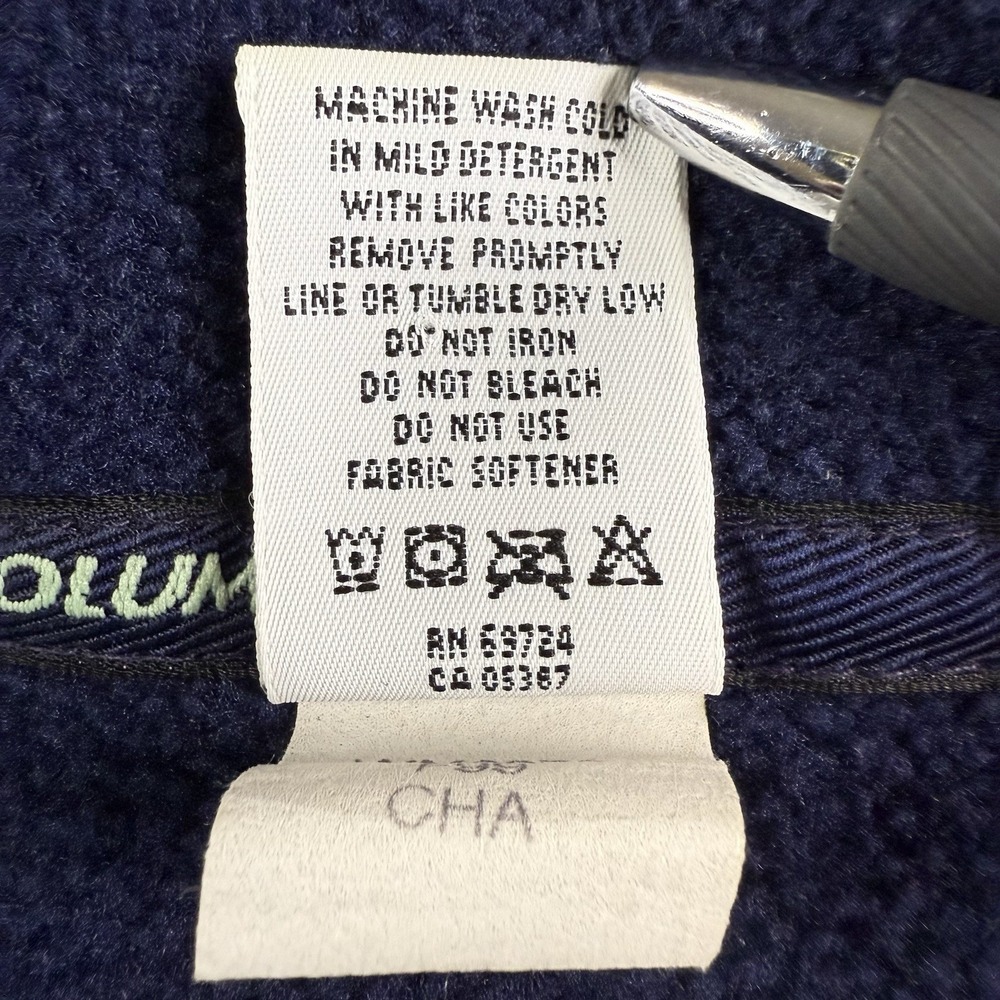 MACHINE WASH COLD
IN MILD DETERGENT
WITH LIKE COLORS
REMOVE PROMPTLY
LINE OR TUMBLE DRY LOW
DO NOT IRON
DO NOT BLEACH
DO NOT USE
FABRIC SOFTENER
OLUM
RN 69724
CA 05367
CHA